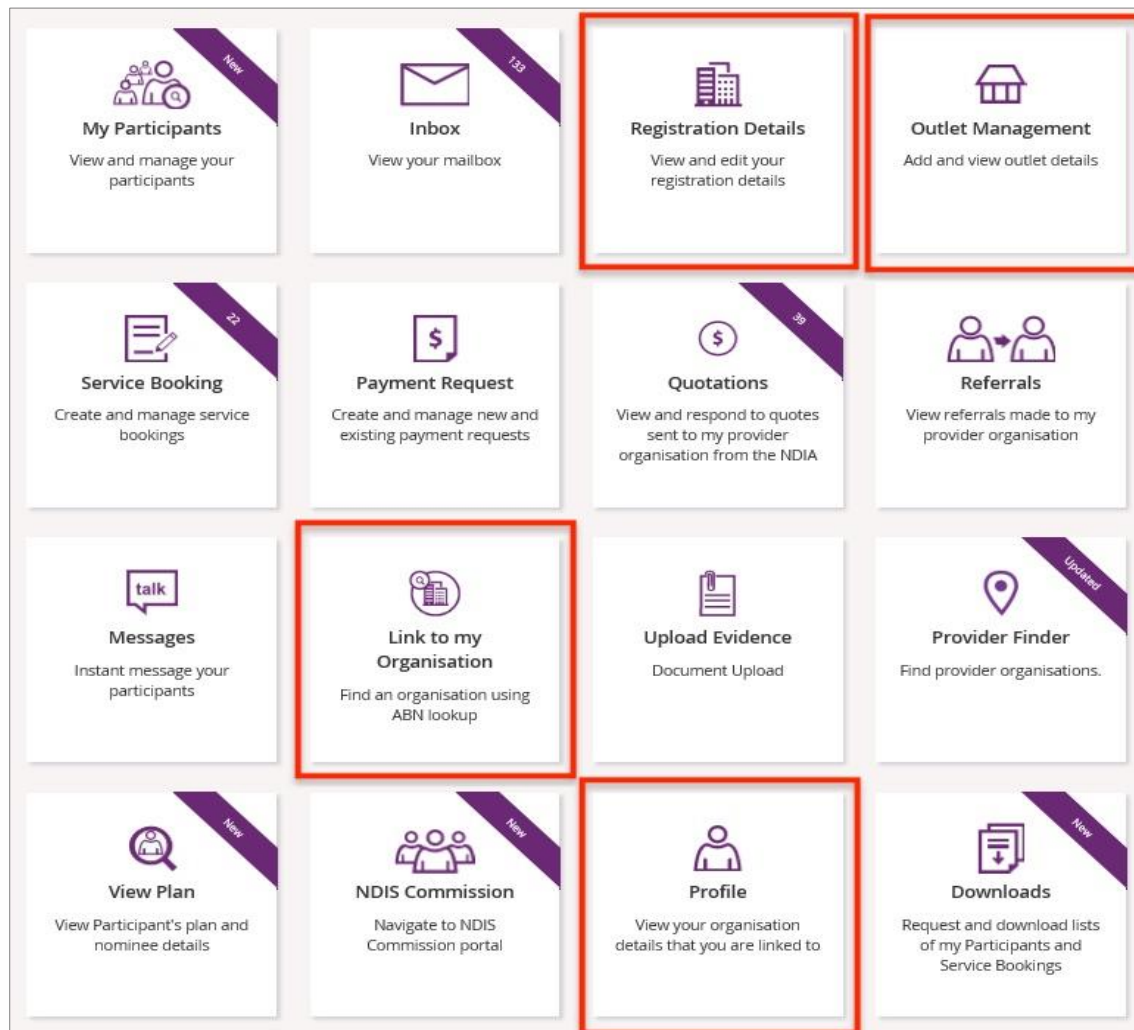 New
My Participants
View and manage your
participants
133
Inbox
View your mailbox
Registration Details
View and edit your
registration details
Outlet Management
Add and view outlet details
22
Service Booking
Create and manage service
bookings
$
Payment Request
Create and manage new and
existing payment requests
39
$
Quotations
View and respond to quotes
sent to my provider
organisation from the NDIA
Referrals
View referrals made to my
provider organisation
talk
Messages
Instant message your
participants
Link to my
Organisation
Find an organisation using
ABN lookup
Upload Evidence
Document Upload
Updated
Provider Finder
Find provider organisations.
New
View Plan
View Participant's plan and
nominee details
New
NDIS Commission
Navigate to NDIS
Commission portal
Profile
View your organisation
details that you are linked to
New
Downloads
Request and download lists
of my Participants and
Service Bookings